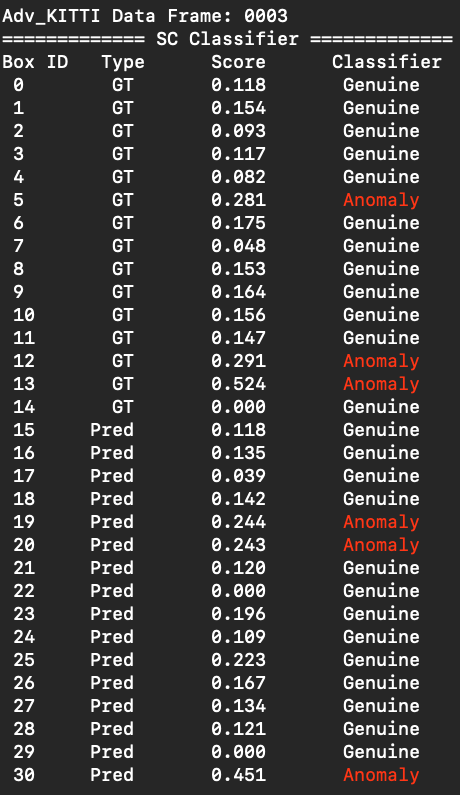 Adv_KITTI Data Frame: 0003
============= SC Classifier =============
Box ID Type Score Classifier
0 GT 0.118 Genuine
1 GT 0.154 Genuine
2 GT 0.093 Genuine
3 GT 0.117 Genuine
4 GT 0.082 Genuine
5 GT 0.281 Anomaly
6 GT 0.175 Genuine
7 GT 0.048 Genuine
8 GT 0.153 Genuine
9 GT 0.164 Genuine
10 GT 0.156 Genuine
11 GT 0.147 Genuine
12 GT 0.291 Anomaly
13 GT 0.524 Anomaly
14 GT 0.000 Genuine
15 Pred 0.118 Genuine
16 Pred 0.135 Genuine
17 Pred 0.039 Genuine
18 Pred 0.142 Genuine
19 Pred 0.244 Anomaly
20 Pred 0.243 Anomaly
21 Pred 0.120 Genuine
22 Pred 0.000 Genuine
23 Pred 0.196 Genuine
24 Pred 0.109 Genuine
25 Pred 0.223 Genuine
26 Pred 0.167 Genuine
27 Pred 0.134 Genuine
28 Pred 0.121 Genuine
29 Pred 0.000 Genuine
30 Pred 0.451 Anomaly